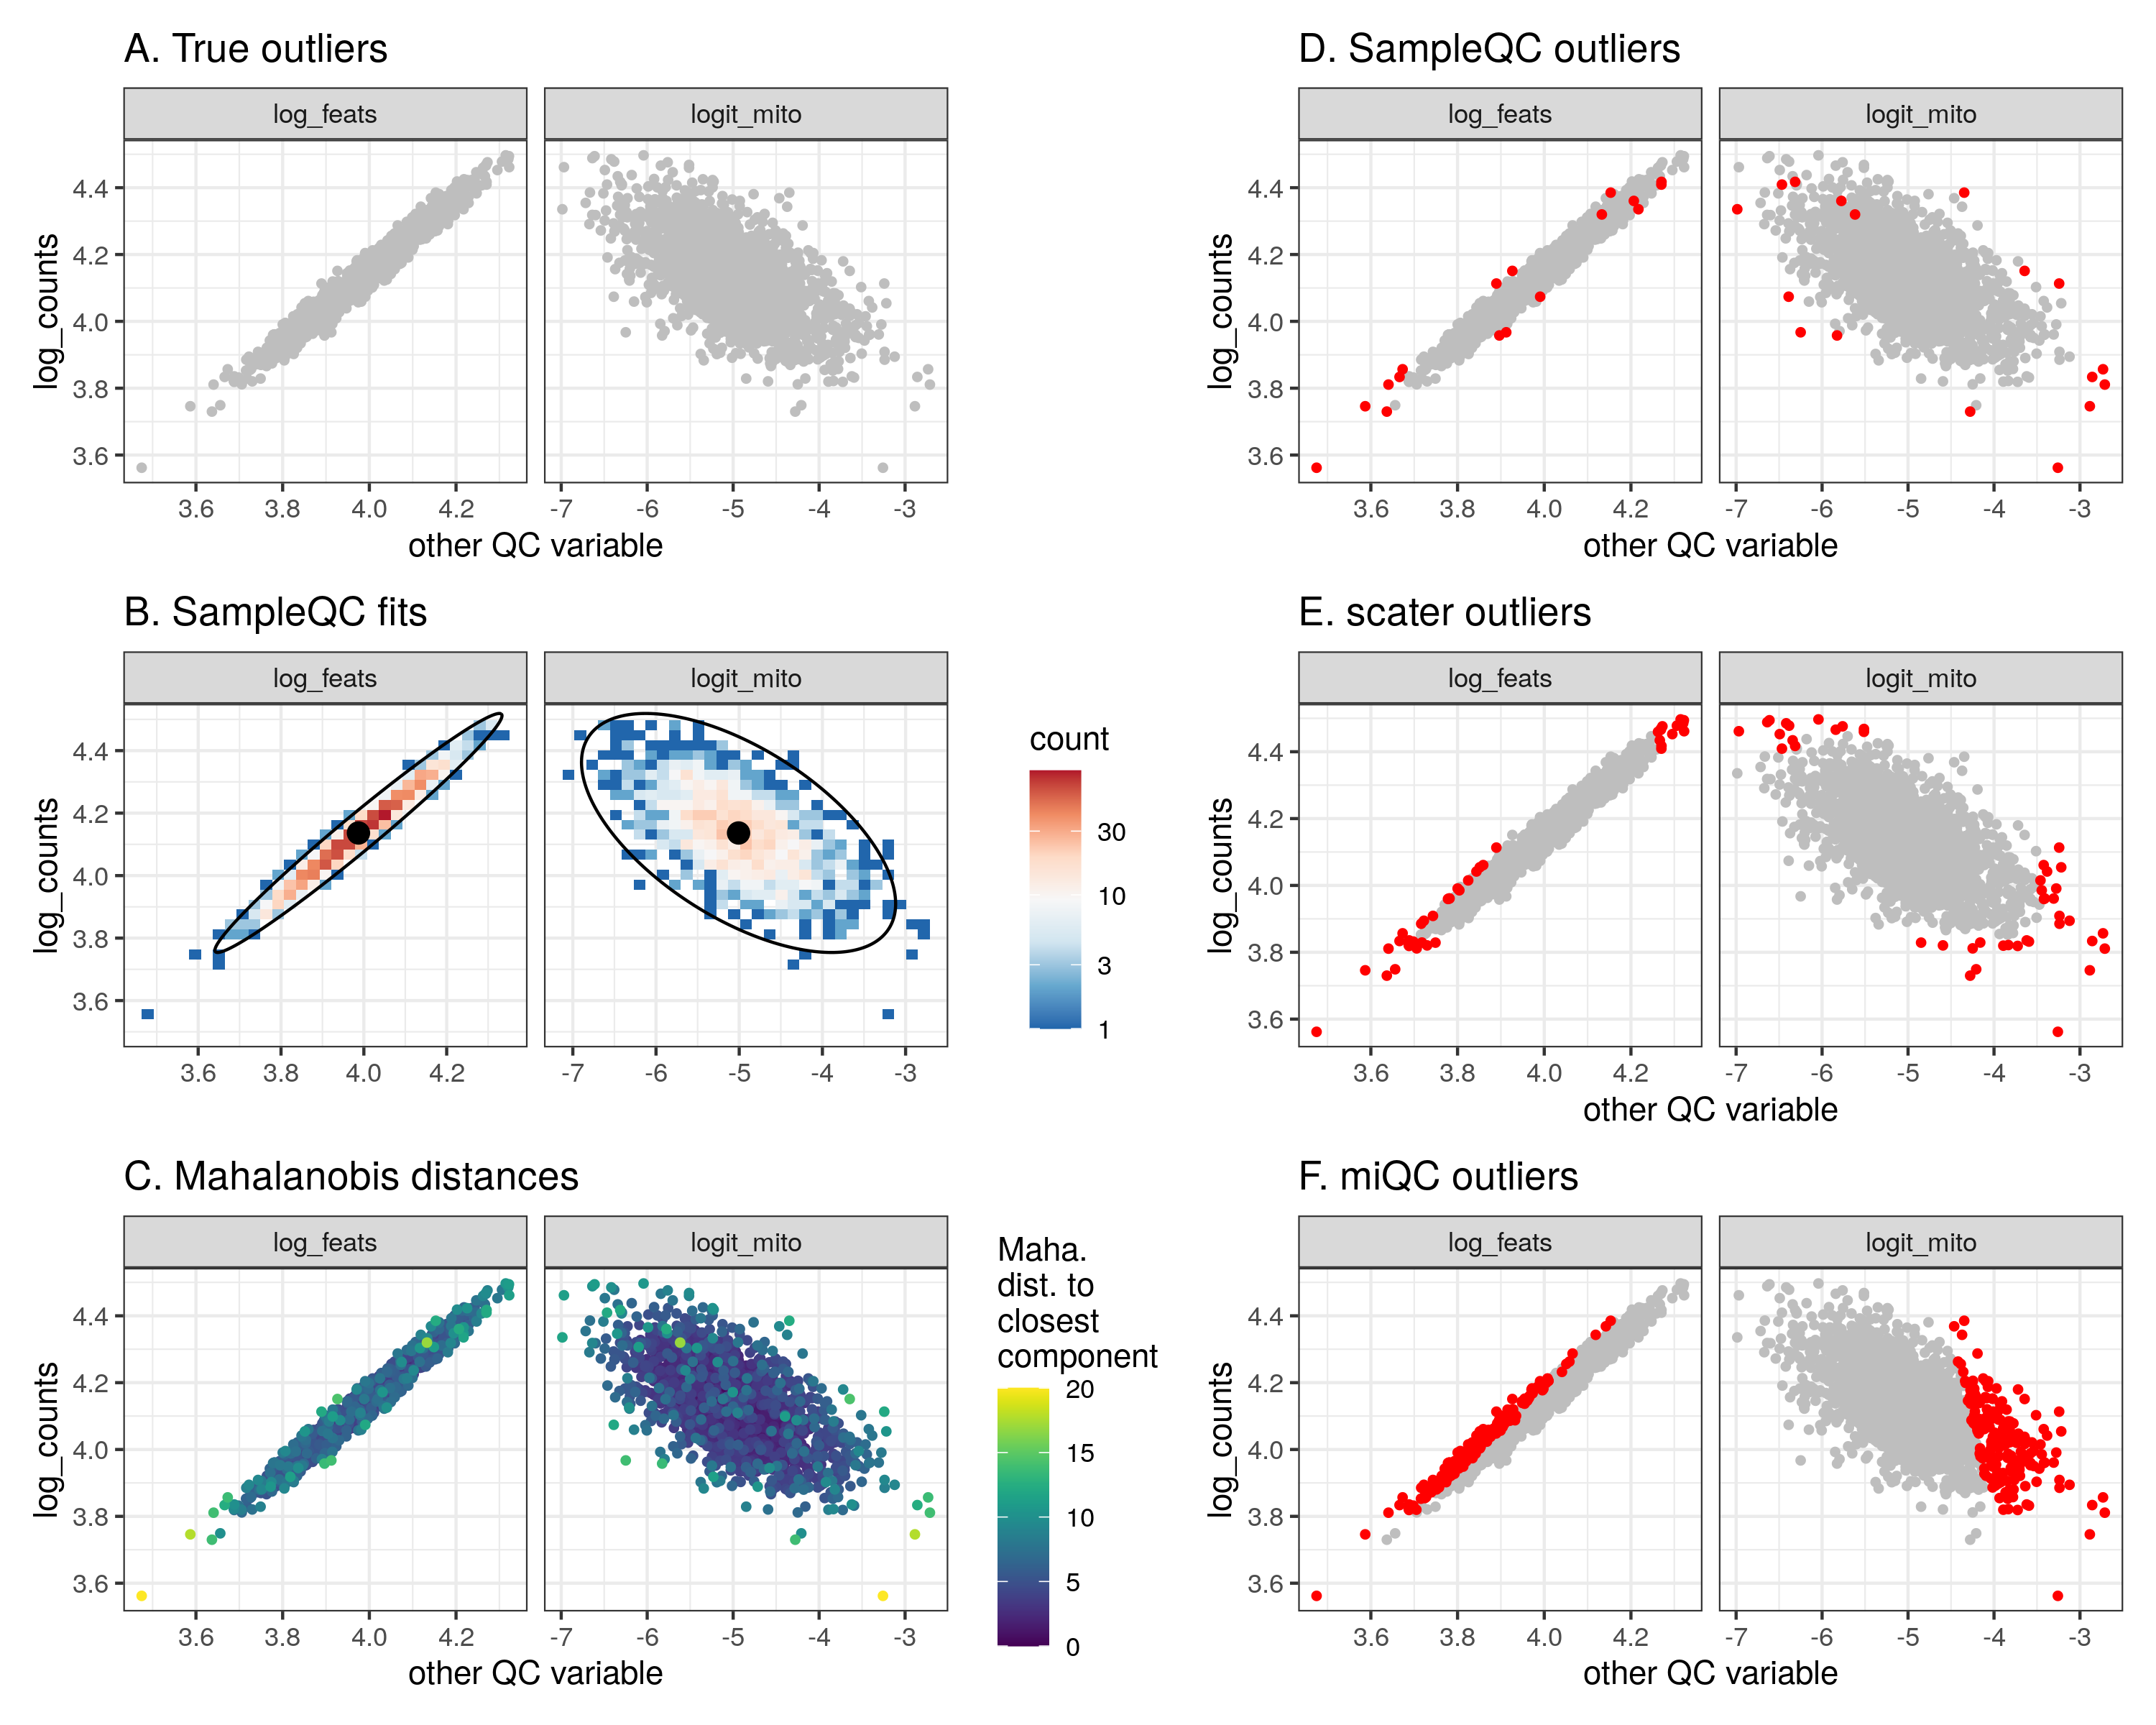 A. True outliers
log_feats
logit_mito
log_counts
4.4
4.2
4.0
3.8
3.6
3.6 3.8 4.0 4.2
-7 -6 -5 -4 -3
other QC variable
B. SampleQC fits
log_feats
logit_mito
log_counts
4.4
4.2
4.0
3.8
3.6
3.6 3.8 4.0 4.2
-7 -6 -5 -4 -3
count
30
10
3
1
C. Mahalanobis distances
log_feats
logit_mito
log_counts
4.4
4.2
4.0
3.8
3.6
3.6 3.8 4.0 4.2
-7 -6 -5 -4 -3
other QC variable
Maha.
dist. to
closest
component
20
15
10
5
0
D. SampleQC outliers
log_feats
logit_mito
log_counts
4.4
4.2
4.0
3.8
3.6
3.6 3.8 4.0 4.2
-7 -6 -5 -4 -3
other QC variable
E. scater outliers
log_feats
logit_mito
log_counts
4.4
4.2
4.0
3.8
3.6
3.6 3.8 4.0 4.2
-7 -6 -5 -4 -3
other QC variable
F. miQC outliers
log_feats
logit_mito
log_counts
4.4
4.2
4.0
3.8
3.6
3.6 3.8 4.0 4.2
-7 -6 -5 -4 -3
other QC variable